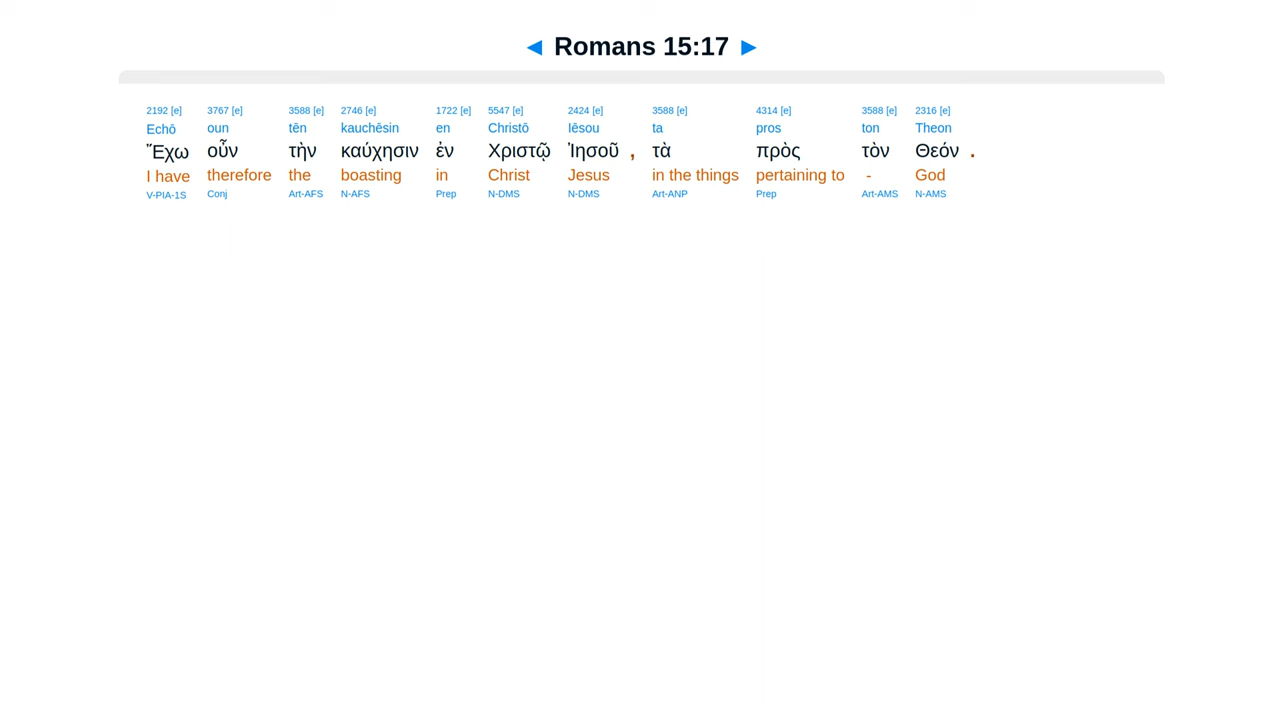 ◄ Romans 15:17 ►
2192 [e] 3767 [e] 3588 [e] 2746 [e] 1722 [e] 5547 [e] 2424 [e] 3588 [e] 4314 [e] 3588 [e] 2316 [e]
Echō oun tēn kauchēsin en Christō Iēsou ta pros ton Theon
Ἔχω οὖν τὴν καύχησιν ἐν Χριστῷ Ἰησοῦ , τὰ πρὸς τὸν Θεόν .
I have therefore the boasting in Christ Jesus in the things pertaining to - God
V-PIA-1S Conj Art-AFS N-AFS Prep N-DMS N-DMS Art-ANP Prep Art-AMS N-AMS